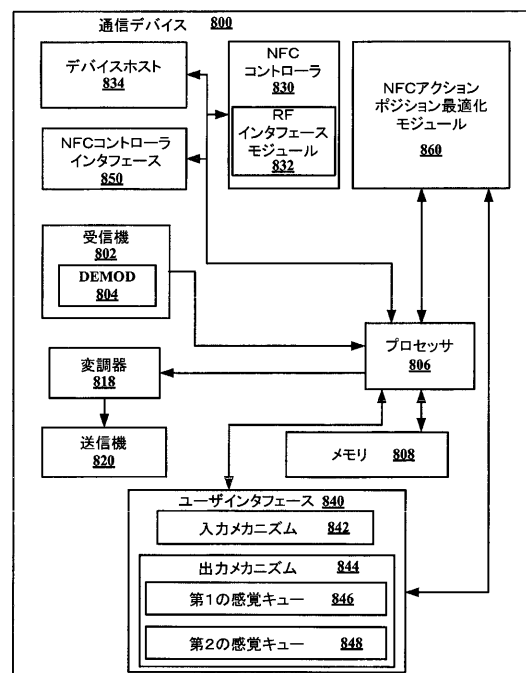 通信デバイス 800
デバイスホスト
834
NFC
コントローラ
830
RF
インタフェース
モジュール
832
NFCアクション
ポジション最適化
モジュール
860
NFCコントローラ
インタフェース
850
受信機
802
DEMOD
804
プロセッサ
806
変調器
818
送信機
820
メモリ 808
ユーザインタフェース 840
入力メカニズム 842
出力メカニズム 844
第1の感覚キュー 846
第2の感覚キュー 848